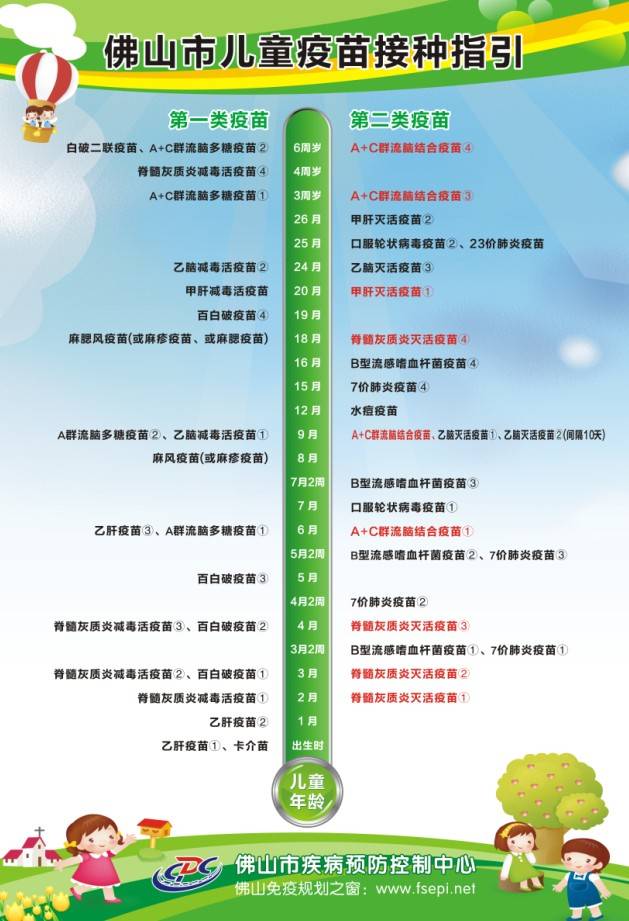 佛山市儿童疫苗接种指引
第一类疫苗 第二类疫苗
白破二联疫苗、A+C群流脑多糖疫苗② 6周岁 A+C群流脑结合疫苗④
脊髓灰质炎减毒活疫苗④ 4周岁
A+C群流脑多糖疫苗① 3周岁 A+C群流脑结合疫苗③
26月 甲肝灭活疫苗②
25月 口服轮状病毒疫苗②、23价肺炎疫苗
乙脑减毒活疫苗② 24月 乙脑灭活疫苗③
甲肝减毒活疫苗 20月 甲肝灭活疫苗①
百白破疫苗④ 19月
麻腮风疫苗(或麻疹疫苗、或麻腮疫苗) 18月 脊髓灰质炎灭活疫苗④
16月 B型流感嗜血杆菌疫苗④
15月 7价肺炎疫苗④
12月 水痘疫苗
A群流脑多糖疫苗②、乙脑减毒活疫苗① 9月 A+C群流脑结合疫苗、乙脑灭活疫苗①、乙脑灭活疫苗②(间隔10天)
麻风疫苗(或麻疹疫苗) 8月
7月2周 B型流感嗜血杆菌疫苗③
7月 口服轮状病毒疫苗①
乙肝疫苗③、A群流脑多糖疫苗① 6月 A+C群流脑结合疫苗①
5月2周 B型流感嗜血杆菌疫苗②、7价肺炎疫苗③
百白破疫苗③ 5月
4月2周 7价肺炎疫苗②
脊髓灰质炎减毒活疫苗③、百白破疫苗② 4月 脊髓灰质炎灭活疫苗③
3月2周 B型流感嗜血杆菌疫苗①、7价肺炎疫苗①
脊髓灰质炎减毒活疫苗②、百白破疫苗① 3月 脊髓灰质炎灭活疫苗②
脊髓灰质炎减毒活疫苗① 2月 脊髓灰质炎灭活疫苗①
乙肝疫苗② 1月
乙肝疫苗①、卡介苗 出生时
儿童
年龄
CDC 佛山市疾病预防控制中心
佛山免疫规划之窗：www.fsepi.net